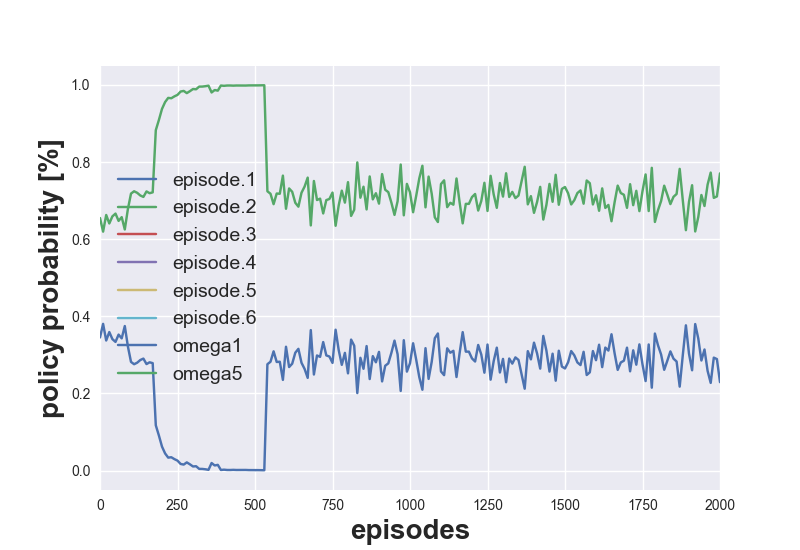 1.0
0.8
0.6
0.4
0.2
0.0
policy probability [%]
episode.1
episode.2
episode.3
episode.4
episode.5
episode.6
omega1
omega5
0 250 500 750 1000 1250 1500 1750 2000
episodes